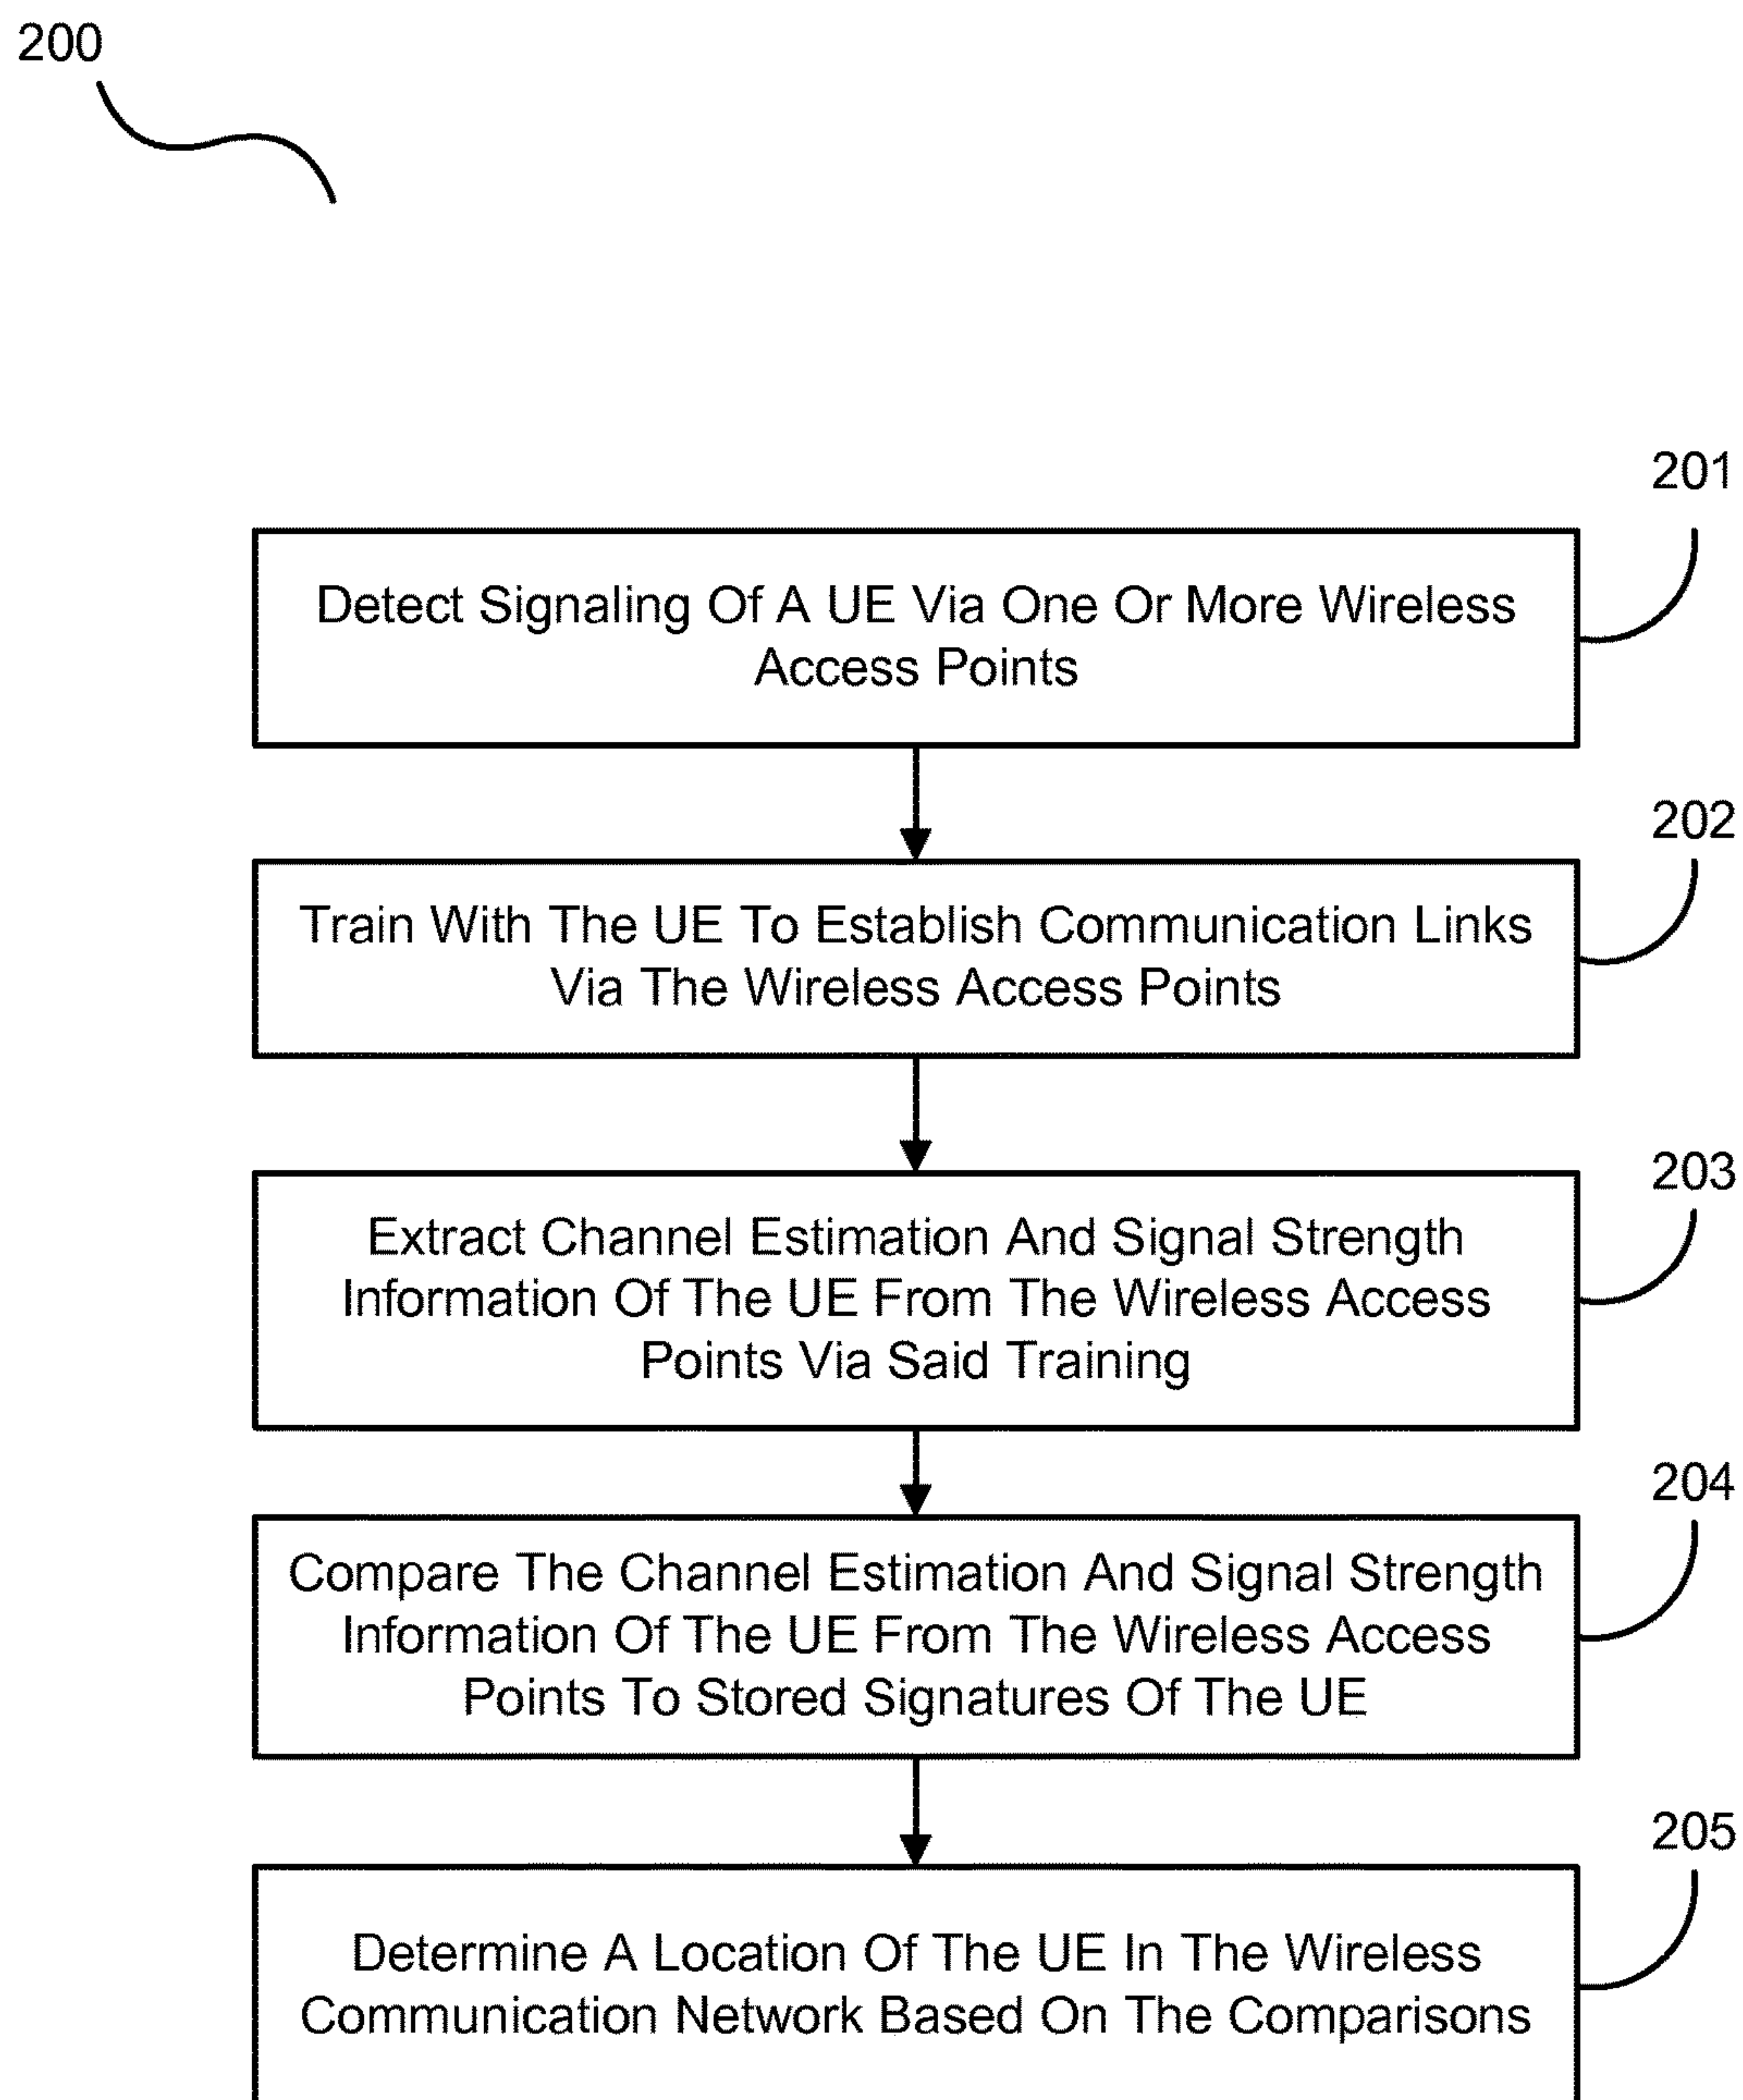 200
201
Detect Signaling Of A UE Via One Or More Wireless
Access Points
202
Train With The UE To Establish Communication Links
Via The Wireless Access Points
203
Extract Channel Estimation And Signal Strength
Information Of The UE From The Wireless Access
Points Via Said Training
204
Compare The Channel Estimation And Signal Strength
Information Of The UE From The Wireless Access
Points To Stored Signatures Of The UE
205
Determine A Location Of The UE In The Wireless
Communication Network Based On The Comparisons